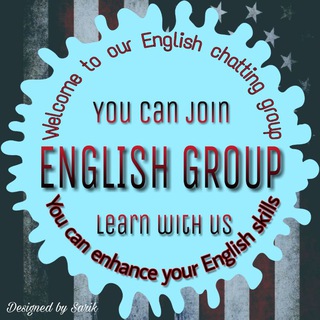 Welcome to our English chatting group
You can join
ENGLISH GROUP
Learn with us
You can enhance your English skills
Designed by Sarik